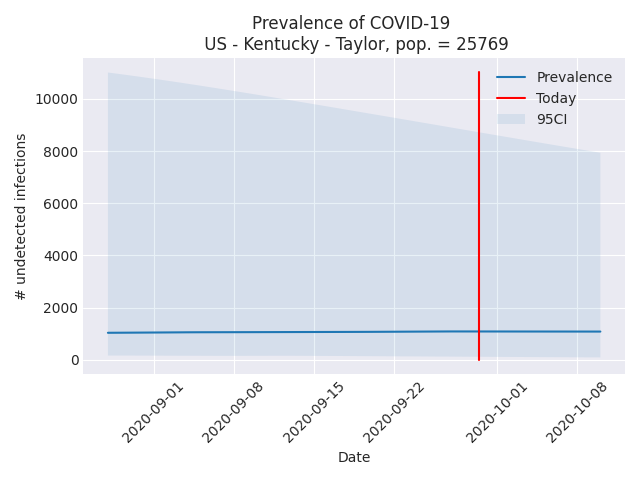 Prevalence of COVID-19
US - Kentucky - Taylor, pop. = 25769
Prevalence
Today
95CI
10000
8000
6000
4000
2000
0
# undetected infections
2020-09-01
2020-09-08
2020-09-15
2020-09-22
2020-10-01
2020-10-08
Date